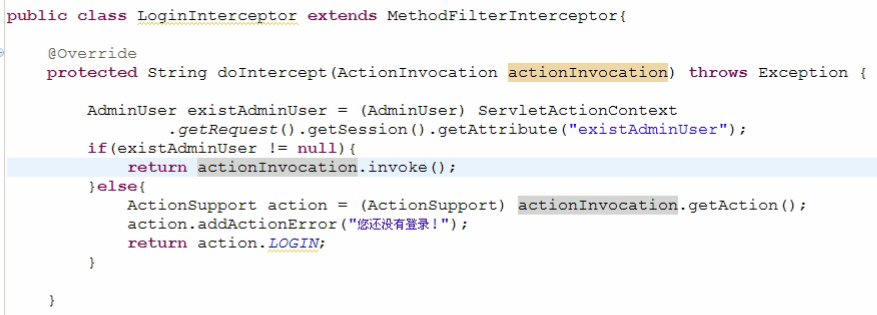 public class LoginInterceptor extends MethodFilterInterceptor{
@Override
protected String doIntercept(ActionInvocation actionInvocation) throws Exception {
AdminUser existAdminUser = (AdminUser) ServletActionContext
.getRequest().getSession().getAttribute("existAdminUser");
if(existAdminUser != null){
return actionInvocation.invoke();
}else{
ActionSupport action = (ActionSupport) actionInvocation.getAction();
action.addActionError("您还没有登录！");
return action.LOGIN;
}
}